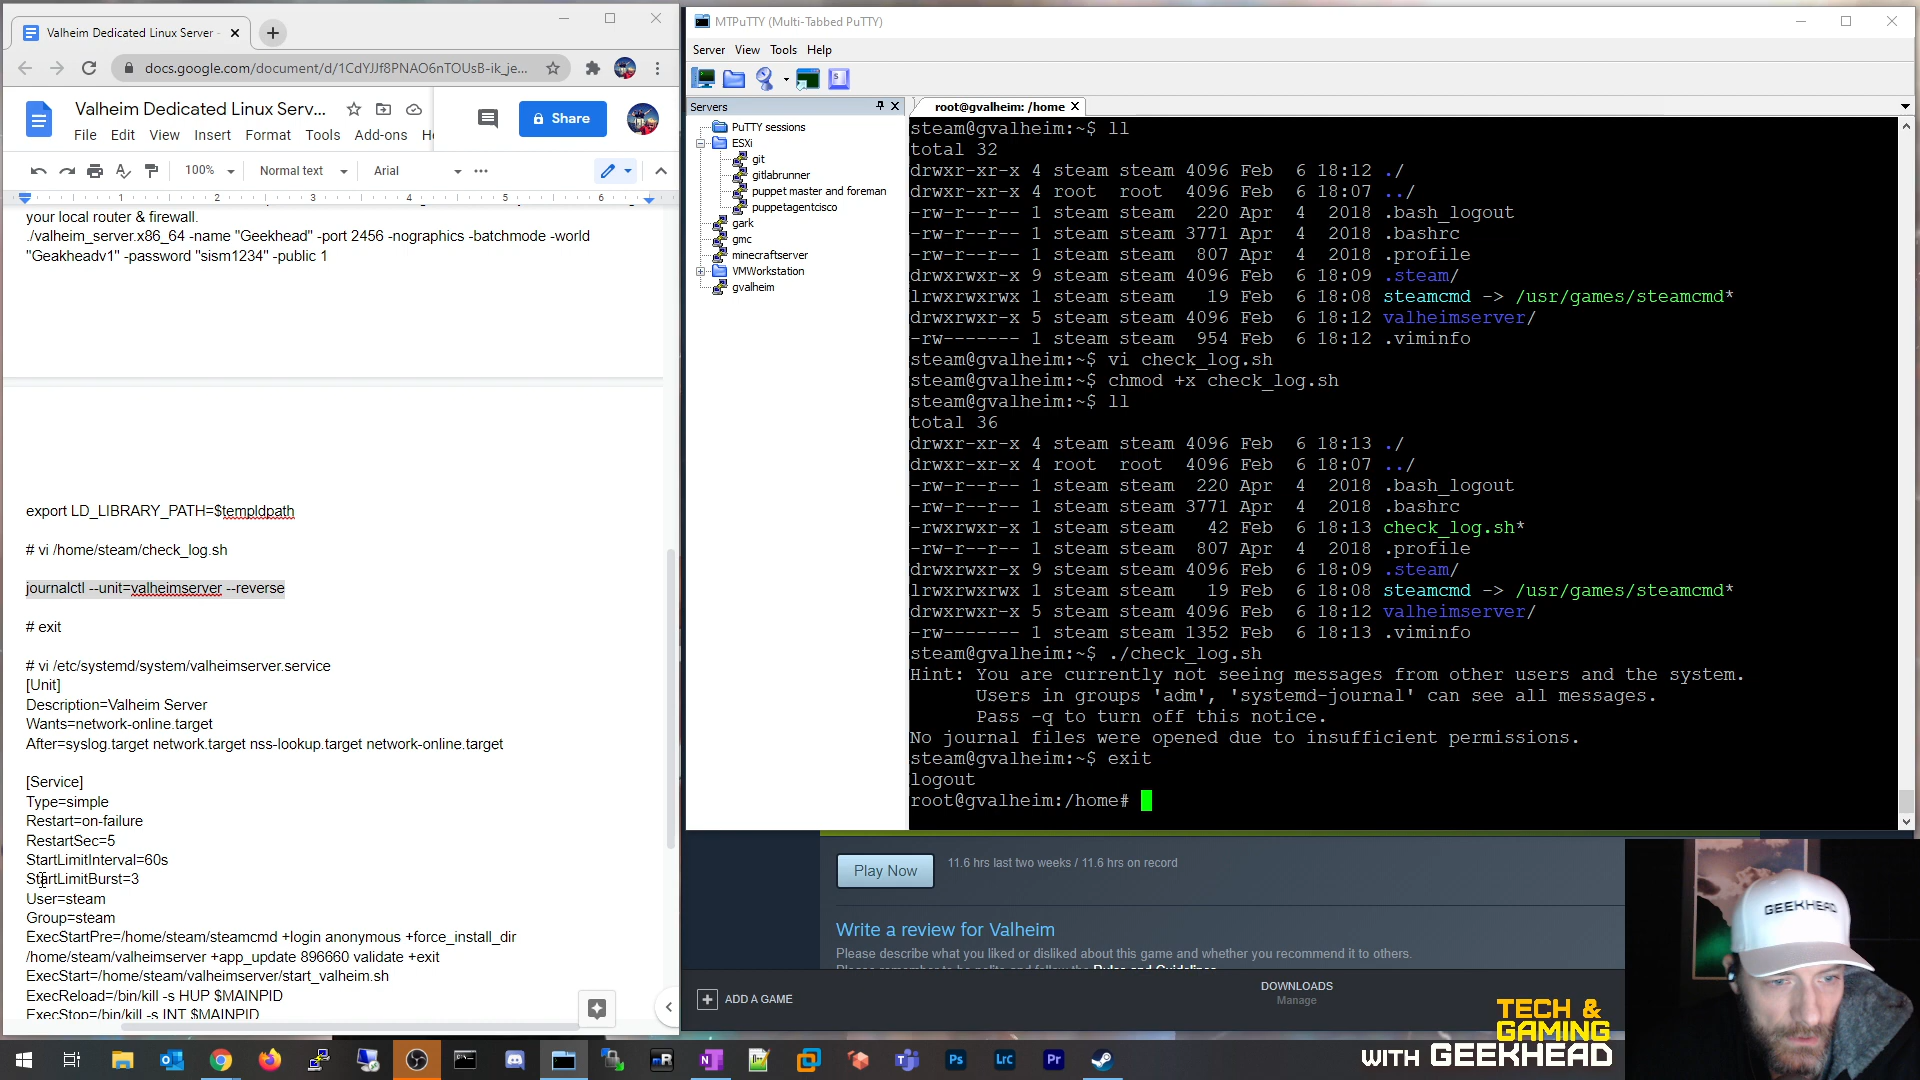 Valheim Dedicated Linux Server -
docs.google.com/document/d/1CdYJJf8PNAO6nTOUsB-ik_je...
Valheim Dedicated Linux Serv...
File Edit View Insert Format Tools Add-ons
Share
100% Normal text Arial
1 2 3 4 5 6
your local router & firewall.
./valheim_server.x86_64 -name "Geekhead" -port 2456 -nographics -batchmode -world
"Geakheadv1" -password "sism1234" -public 1
export LD_LIBRARY_PATH=$templdpath
# vi /home/steam/check_log.sh
journalctl --unit=valheimserver --reverse
# exit
# vi /etc/systemd/system/valheimserver.service
[Unit]
Description=Valheim Server
Wants=network-online.target
After=syslog.target network.target nss-lookup.target network-online.target
[Service]
Type=simple
Restart=on-failure
RestartSec=5
StartLimitInterval=60s
StartLimitBurst=3
User=steam
Group=steam
ExecStartPre=/home/steam/steamcmd +login anonymous +force_install_dir
/home/steam/valheimserver +app_update 896660 validate +exit
ExecStart=/home/steam/valheimserver/start_valheim.sh
ExecReload=/bin/kill -s HUP $MAINPID
ExecStop=/bin/kill -s INT $MAINPID
MTPuTTY (Multi-Tabbed PuTTY)
Server View Tools Help
Servers
PuTTY sessions
ESXi
git
gitlabrunner
puppet master and foreman
puppetagentcisco
gark
gmc
minecraftserver
VMWorkstation
gvalheim
root@gvalheim: /home
steam@gvalheim:~$ ll
total 32
drwxr-xr-x 4 steam steam 4096 Feb  6 18:12 ./
drwxr-xr-x 4 root  root  4096 Feb  6 18:07 ../
-rw-r--r-- 1 steam steam  220 Apr  4  2018 .bash_logout
-rw-r--r-- 1 steam steam 3771 Apr  4  2018 .bashrc
-rw-r--r-- 1 steam steam  807 Apr  4  2018 .profile
drwxrwxr-x 9 steam steam 4096 Feb  6 18:09 .steam/
lrwxrwxrwx 1 steam steam   19 Feb  6 18:08 steamcmd -> /usr/games/steamcmd*
drwxrwxr-x 5 steam steam 4096 Feb  6 18:12 valheimserver/
-rw------- 1 steam steam  954 Feb  6 18:12 .viminfo
steam@gvalheim:~$ vi check_log.sh
steam@gvalheim:~$ chmod +x check_log.sh
steam@gvalheim:~$ ll
total 36
drwxr-xr-x 4 steam steam 4096 Feb  6 18:13 ./
drwxr-xr-x 4 root  root  4096 Feb  6 18:07 ../
-rw-r--r-- 1 steam steam  220 Apr  4  2018 .bash_logout
-rw-r--r-- 1 steam steam 3771 Apr  4  2018 .bashrc
-rwxrwxr-x 1 steam steam   42 Feb  6 18:13 check_log.sh*
-rw-r--r-- 1 steam steam  807 Apr  4  2018 .profile
drwxrwxr-x 9 steam steam 4096 Feb  6 18:09 .steam/
lrwxrwxrwx 1 steam steam   19 Feb  6 18:08 steamcmd -> /usr/games/steamcmd*
drwxrwxr-x 5 steam steam 4096 Feb  6 18:12 valheimserver/
-rw------- 1 steam steam 1352 Feb  6 18:13 .viminfo
steam@gvalheim:~$ ./check_log.sh
Hint: You are currently not seeing messages from other users and the system.
      Users in groups 'adm', 'systemd-journal' can see all messages.
      Pass -q to turn off this notice.
No journal files were opened due to insufficient permissions.
steam@gvalheim:~$ exit
logout
root@gvalheim:/home#
Play Now
11.6 hrs last two weeks / 11.6 hrs on record
Write a review for Valheim
Please describe what you liked or disliked about this game and whether you recommend it to others.
Please remember to be polite and follow the Rules and Guidelines
ADD A GAME
DOWNLOADS
Manage
GEEKHEAD
TECH &
GAMING
WITH GEEKHEAD